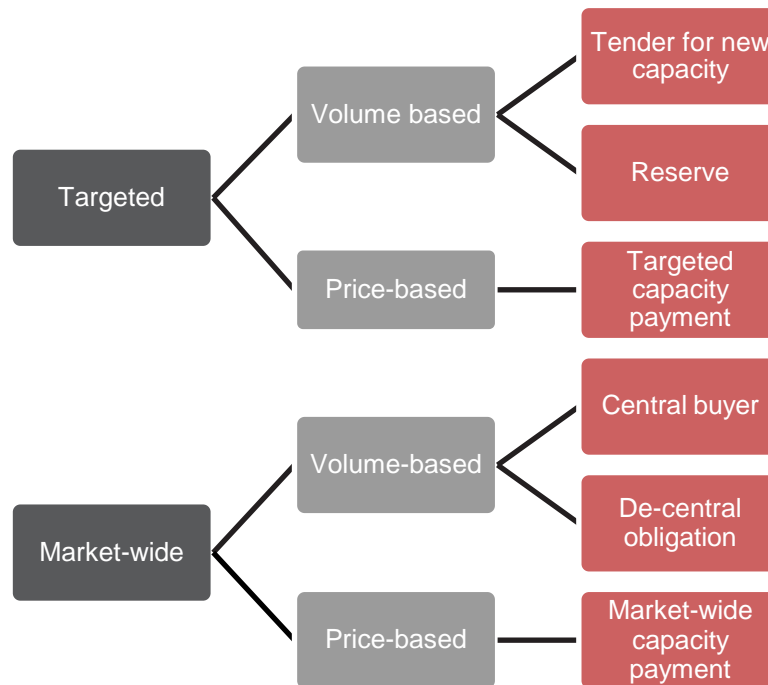 Targeted
Volume based
Tender for new
capacity
Reserve
Price-based
Targeted
capacity
payment
Market-wide
Volume-based
Central buyer
De-central
obligation
Price-based
Market-wide
capacity
payment